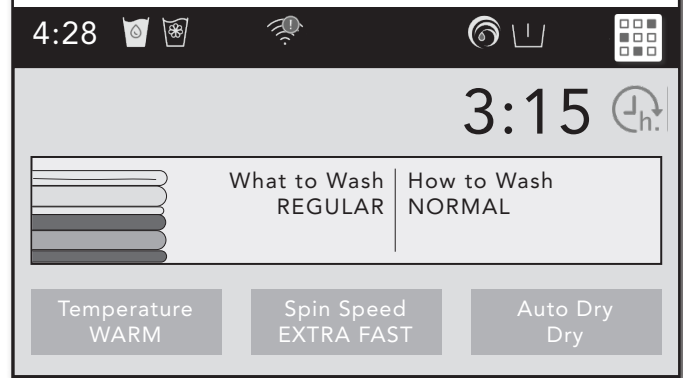 4:28
3:15 h.
What to Wash
REGULAR
How to Wash
NORMAL
Temperature
WARM
Spin Speed
EXTRA FAST
Auto Dry
Dry